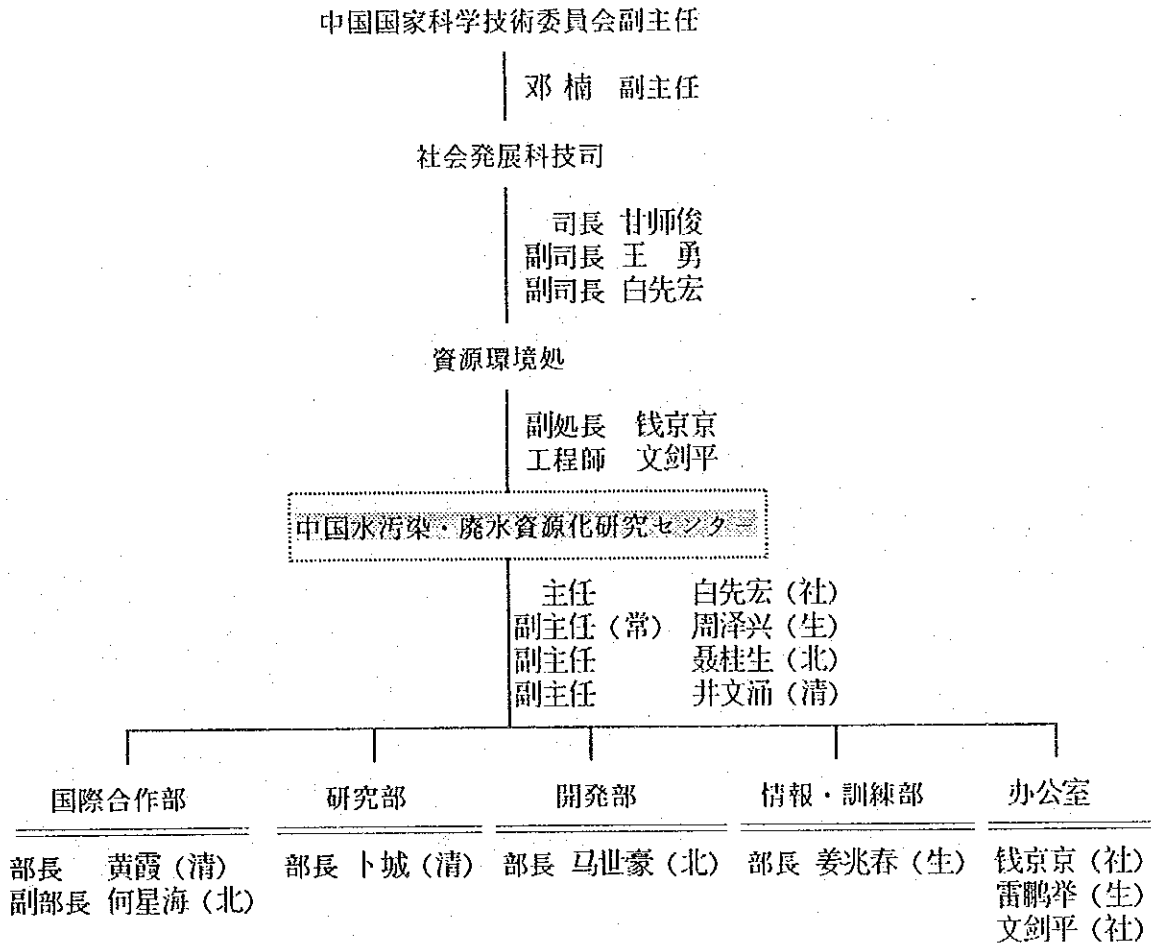 中国国家科学技術委員会副主任
邓 楠 副主任
社会発展科技司
司長 甘师俊
副司長 王 勇
副司長 白先宏
資源環境処
副処長 钱京京
工程師 文剑平
中国水汚染・廃水資源化研究センター
主任 白先宏(社)
副主任(常) 周泽兴(生)
副主任 聂桂生(北)
副主任 井文涌(清)
国際合作部
部長 黄霞(清)
副部長 何星海(北)
研究部
部長 卜城(清)
開発部
部長 马世豪(北)
情報・訓練部
部長 姜兆春(生)
办公室
钱京京(社)
雷鹏举(生)
文剑平(社)